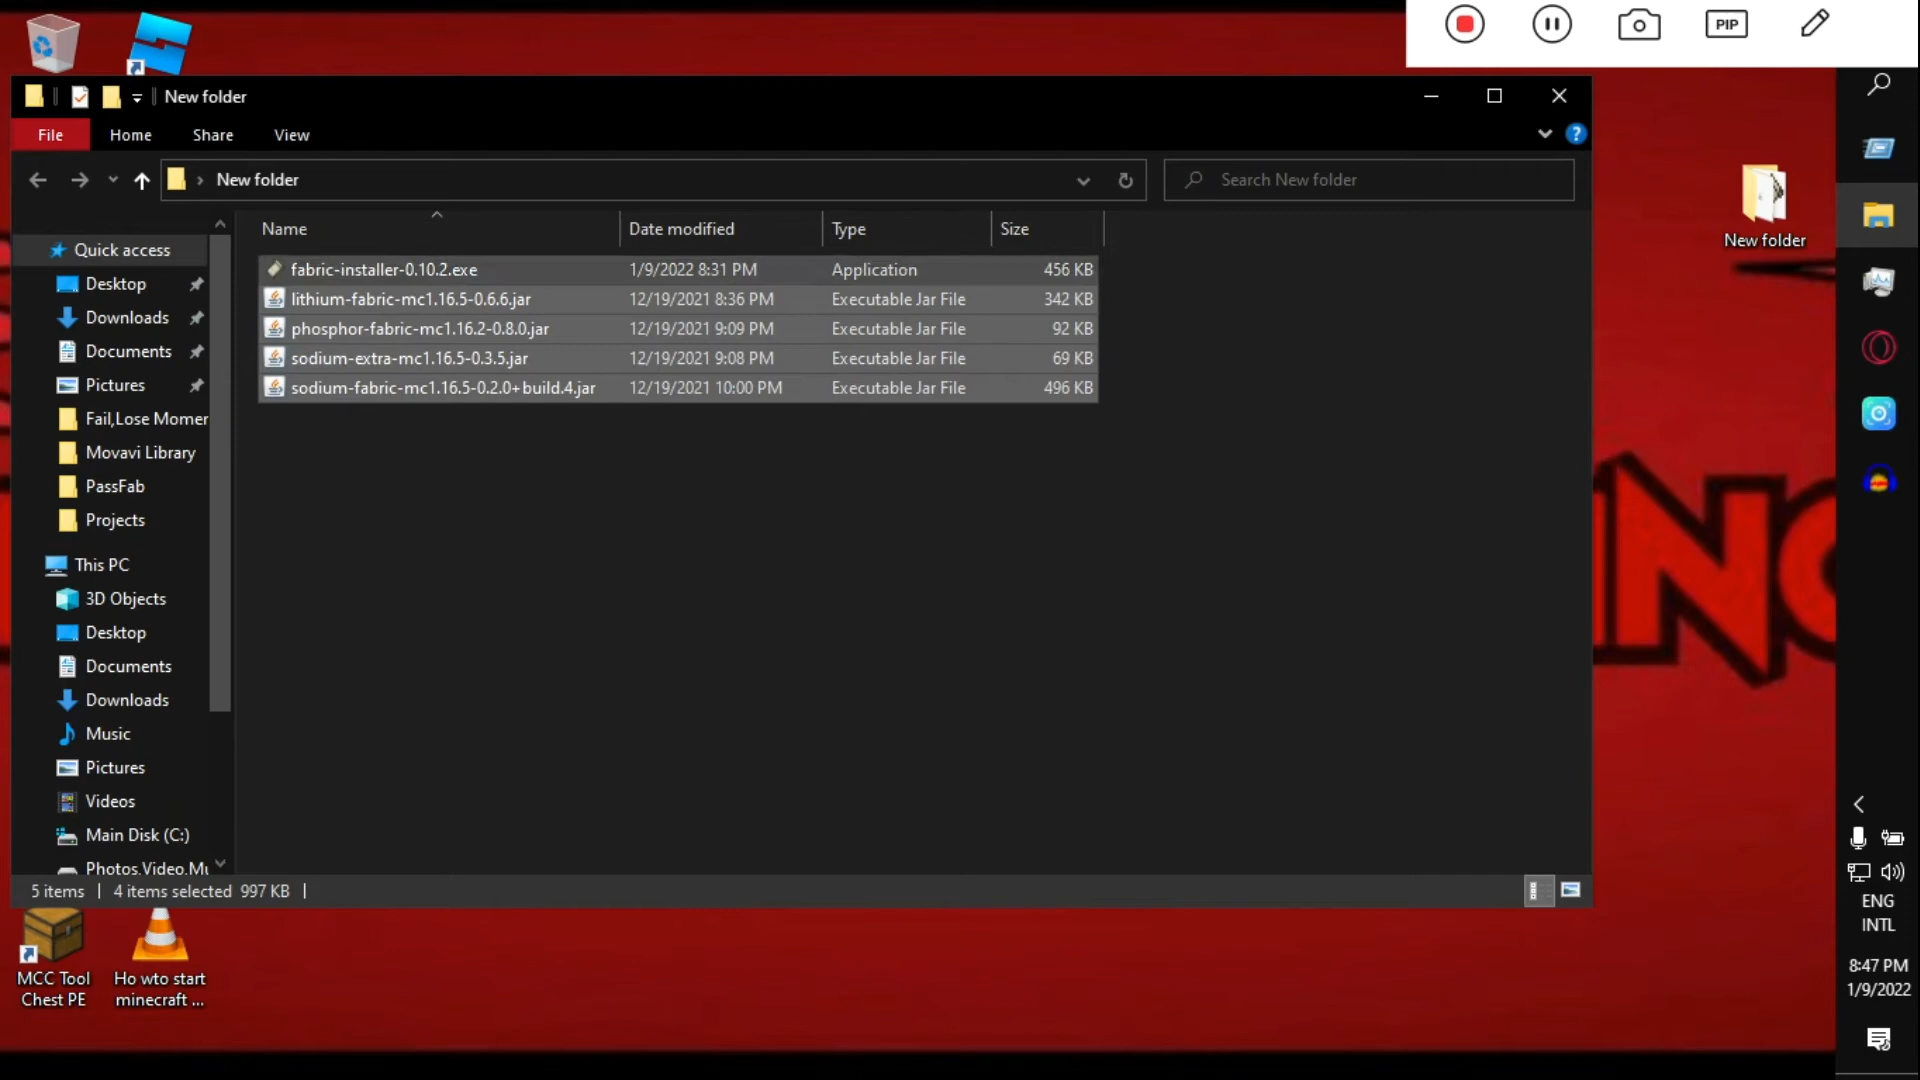 PIP
New folder
File Home Share View
New folder
Search New folder
Name Date modified Type Size
fabric-installer-0.10.2.exe 1/9/2022 8:31 PM Application 456 KB
lithium-fabric-mc1.16.5-0.6.6.jar 12/19/2021 8:36 PM Executable Jar File 342 KB
phosphor-fabric-mc1.16.2-0.8.0.jar 12/19/2021 9:09 PM Executable Jar File 92 KB
sodium-extra-mc1.16.5-0.3.5.jar 12/19/2021 9:08 PM Executable Jar File 69 KB
sodium-fabric-mc1.16.5-0.2.0+build.4.jar 12/19/2021 10:00 PM Executable Jar File 496 KB
Quick access
Desktop
Downloads
Documents
Pictures
Fail,Lose Momer
Movavi Library
PassFab
Projects
This PC
3D Objects
Desktop
Documents
Downloads
Music
Pictures
Videos
Main Disk (C:)
Photos,Video,Mu
5 items 4 items selected 997 KB
New folder
MCC Tool
Chest PE
Ho wto start
minecraft ...
ENG
INTL
8:47 PM
1/9/2022